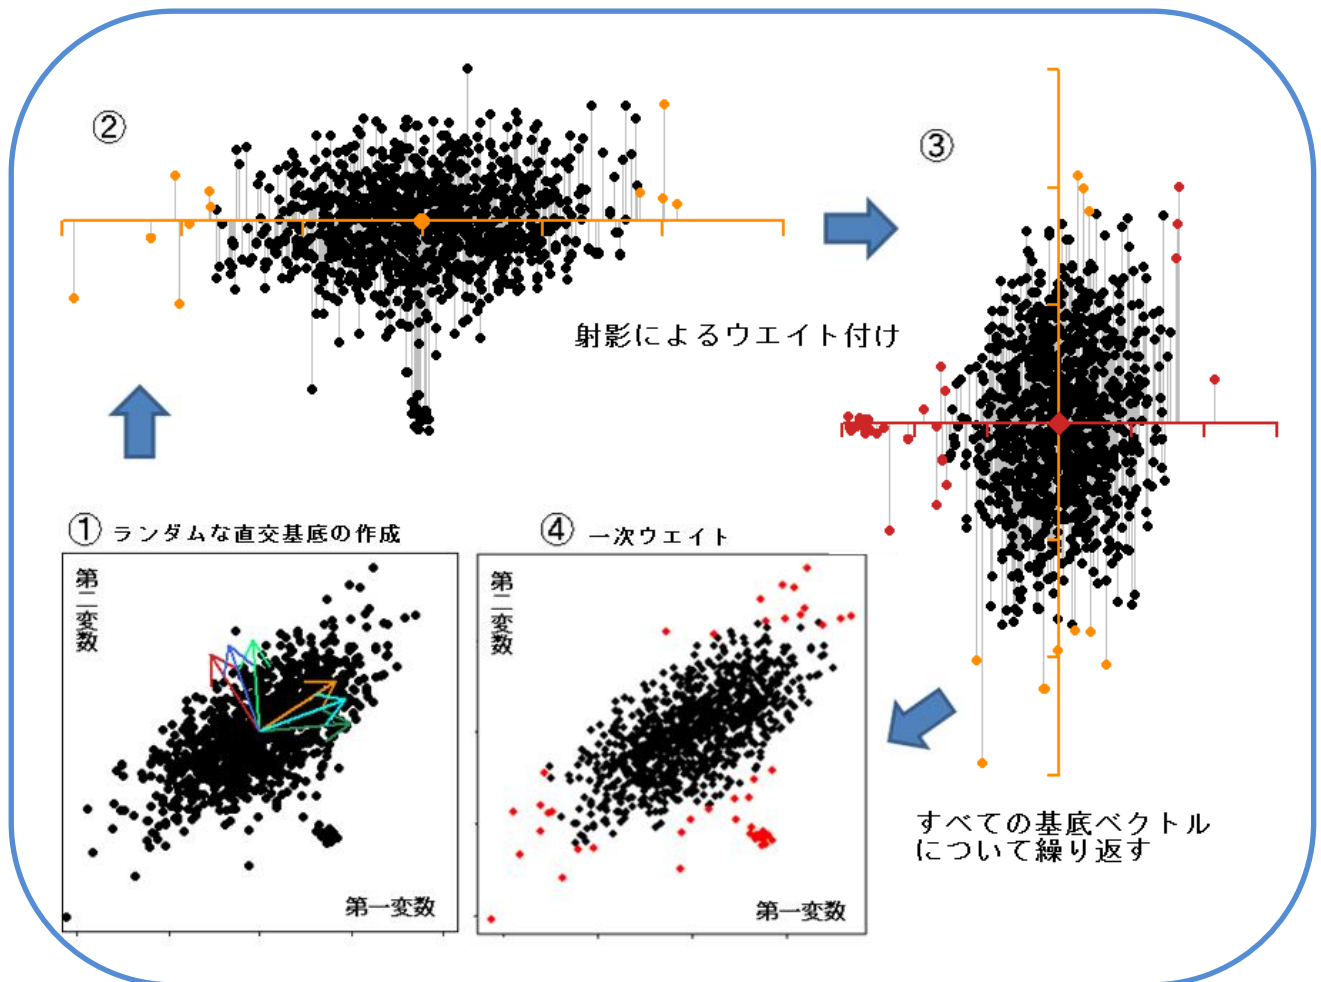 ②
射影によるウエイト付け
③
① ランダムな直交基底の作成
第二変数
第一変数
④ 一次ウエイト
第二変数
第一変数
すべての基底ベクトル
について繰り返す